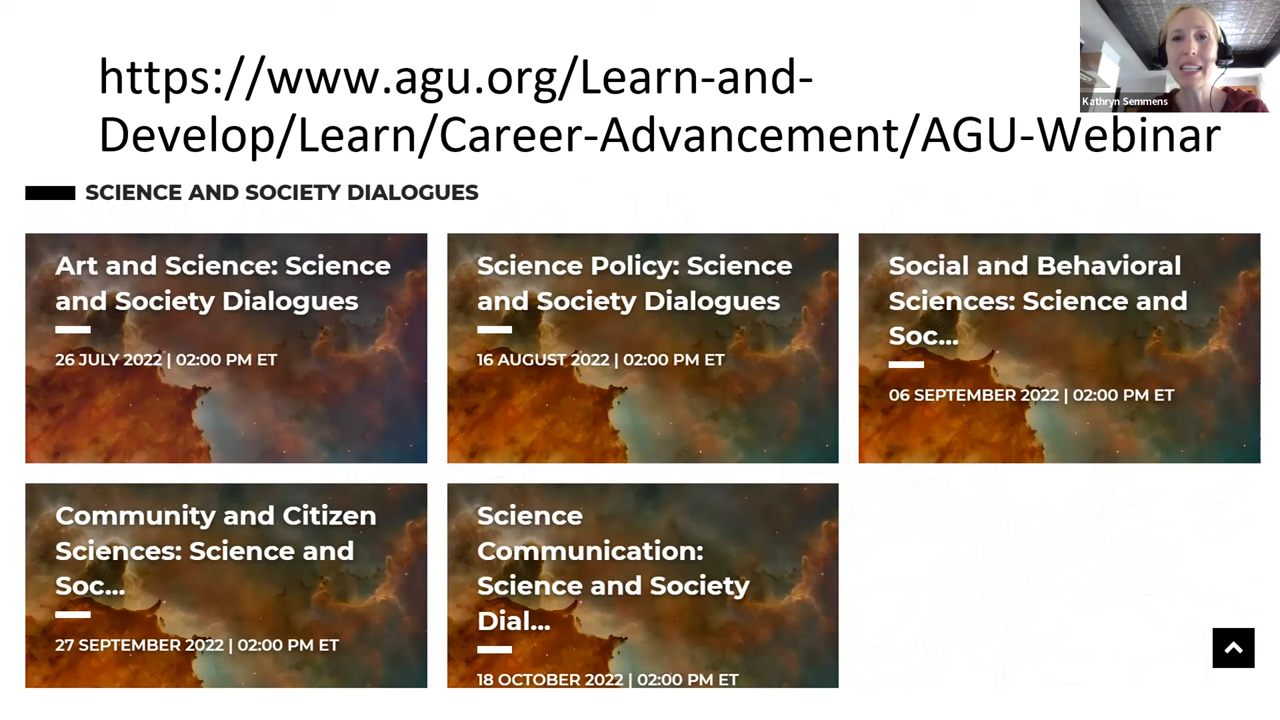 https://www.agu.org/Learn-and-
Develop/Learn/Career-Advancement/AGU-Webinar
Kathryn Semmens
SCIENCE AND SOCIETY DIALOGUES
Art and Science: Science
and Society Dialogues
26 JULY 2022 | 02:00 PM ET
Science Policy: Science
and Society Dialogues
16 AUGUST 2022 | 02:00 PM ET
Social and Behavioral
Sciences: Science and
Soc...
06 SEPTEMBER 2022 | 02:00 PM ET
Community and Citizen
Sciences: Science and
Soc...
27 SEPTEMBER 2022 | 02:00 PM ET
Science
Communication:
Science and Society
Dial...
18 OCTOBER 2022 | 02:00 PM ET